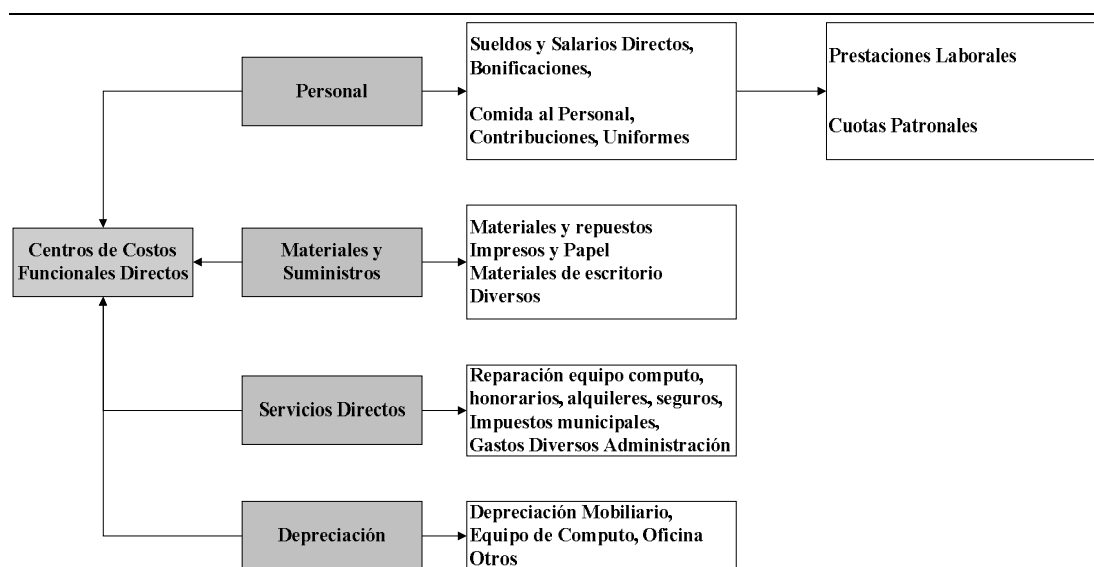 Personal
Sueldos y Salarios Directos,
Bonificaciones,
Comida al Personal,
Contribuciones, Uniformes
Prestaciones Laborales
Cuotas Patronales
Centros de Costos
Funcionales Directos
Materiales y
Suministros
Materiales y repuestos
Impresos y Papel
Materiales de escritorio
Diversos
Servicios Directos
Reparación equipo computo,
honorarios, alquileres, seguros,
Impuestos municipales,
Gastos Diversos Administración
Depreciación
Depreciación Mobiliario,
Equipo de Computo, Oficina
Otros